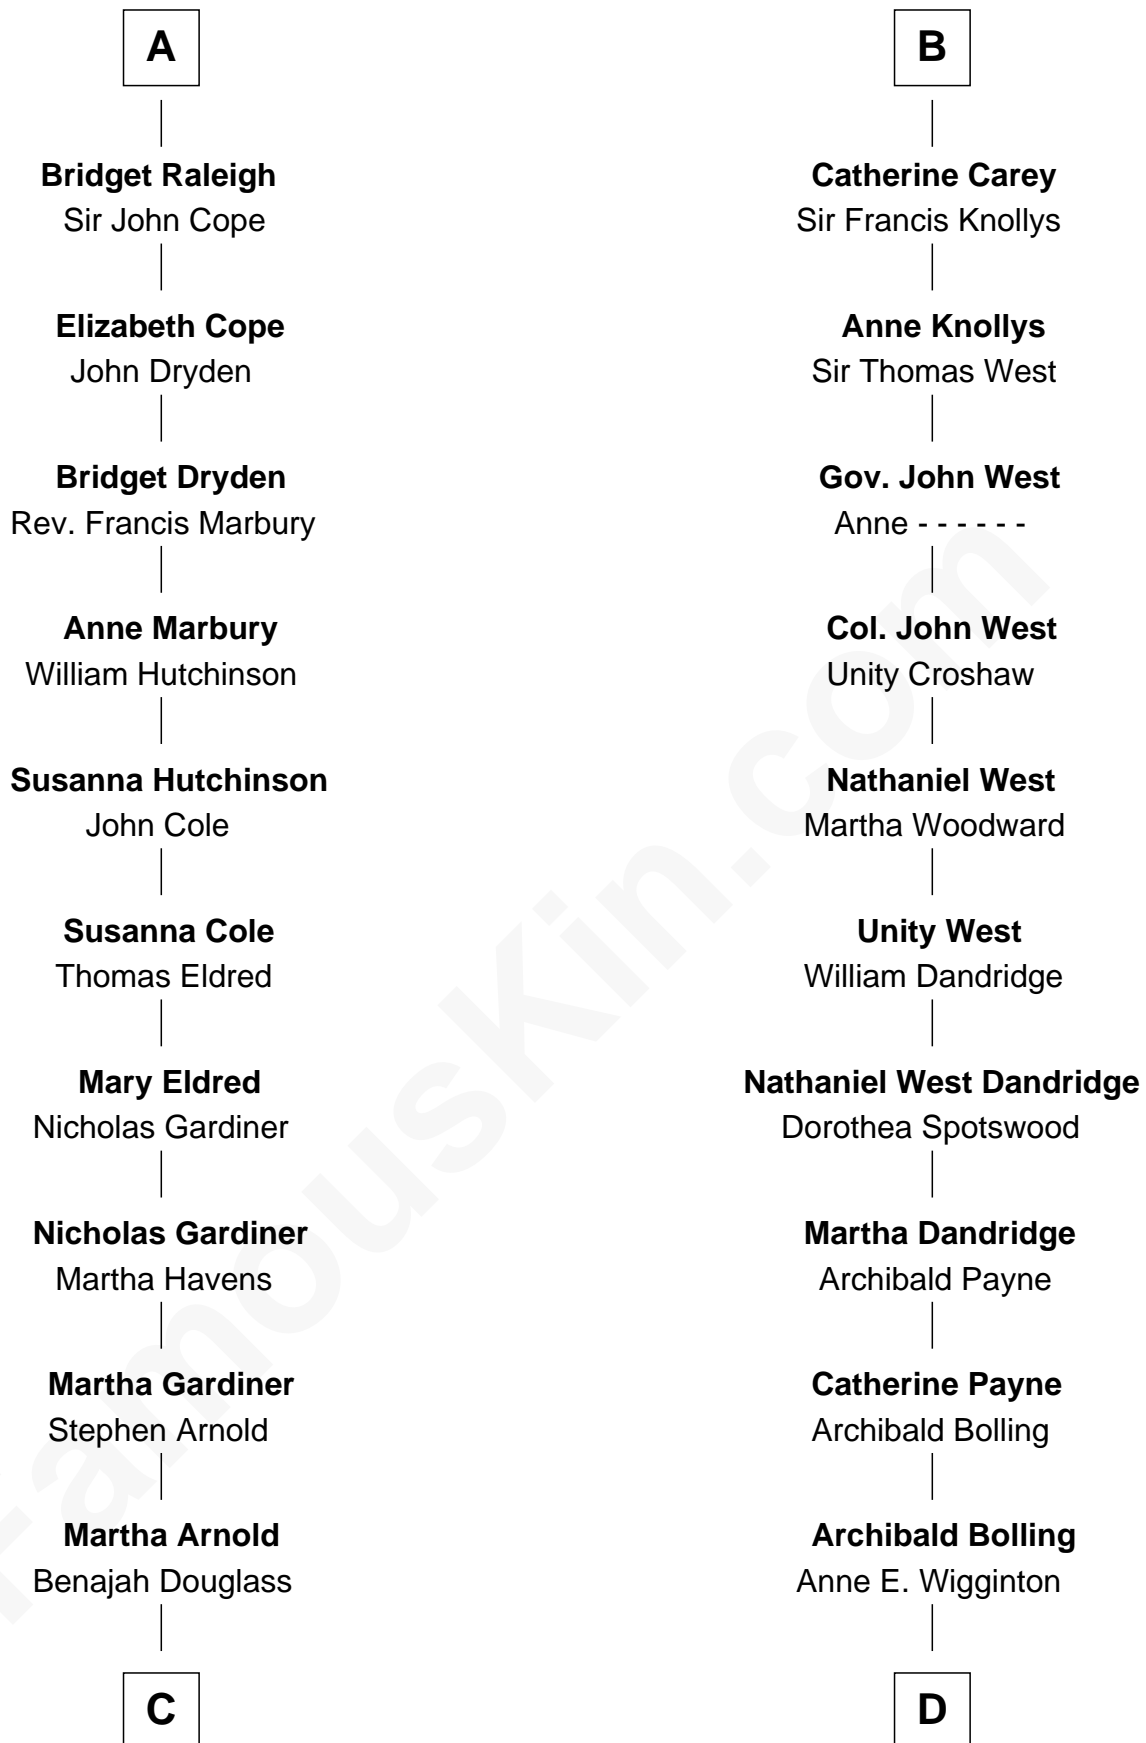 A
Bridget Raleigh
Sir John Cope
Elizabeth Cope
John Dryden
Bridget Dryden
Rev. Francis Marbury
Anne Marbury
William Hutchinson
Susanna Hutchinson
John Cole
Susanna Cole
Thomas Eldred
Mary Eldred
Nicholas Gardiner
Nicholas Gardiner
Martha Havens
Martha Gardiner
Stephen Arnold
Martha Arnold
Benajah Douglass
C
B
Catherine Carey
Sir Francis Knollys
Anne Knollys
Sir Thomas West
Gov. John West
Anne - - - - - -
Col. John West
Unity Croshaw
Nathaniel West
Martha Woodward
Unity West
William Dandridge
Nathaniel West Dandridge
Dorothea Spotswood
Martha Dandridge
Archibald Payne
Catherine Payne
Archibald Bolling
Archibald Bolling
Anne E. Wigginton
D
FamousKin.com